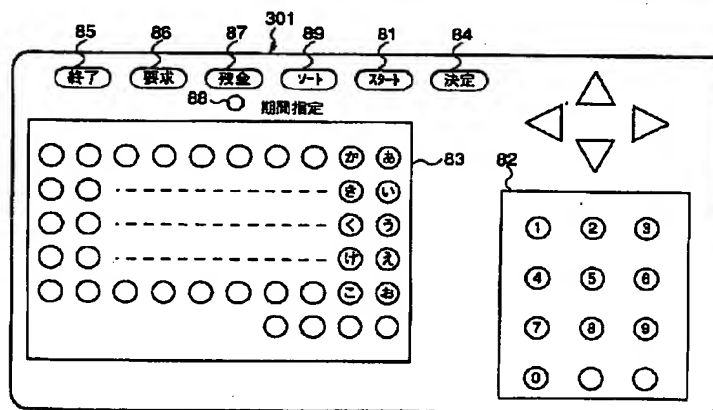 301
85 86 87 89 81 84
終了 要求 残金 ソート スタート 決定
88 期間指定
83
82
か あ
き い
く う
け え
こ お
1 2 3
4 5 6
7 8 9
0